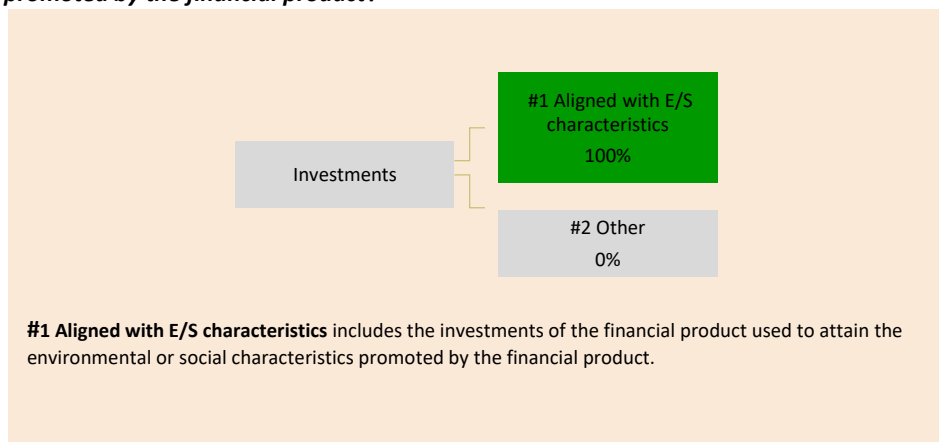 promoted by the financial product?
#1 Aligned with E/S
characteristics
100%
Investments
#2 Other
0%
#1 Aligned with E/S characteristics includes the investments of the financial product used to attain the
environmental or social characteristics promoted by the financial product.